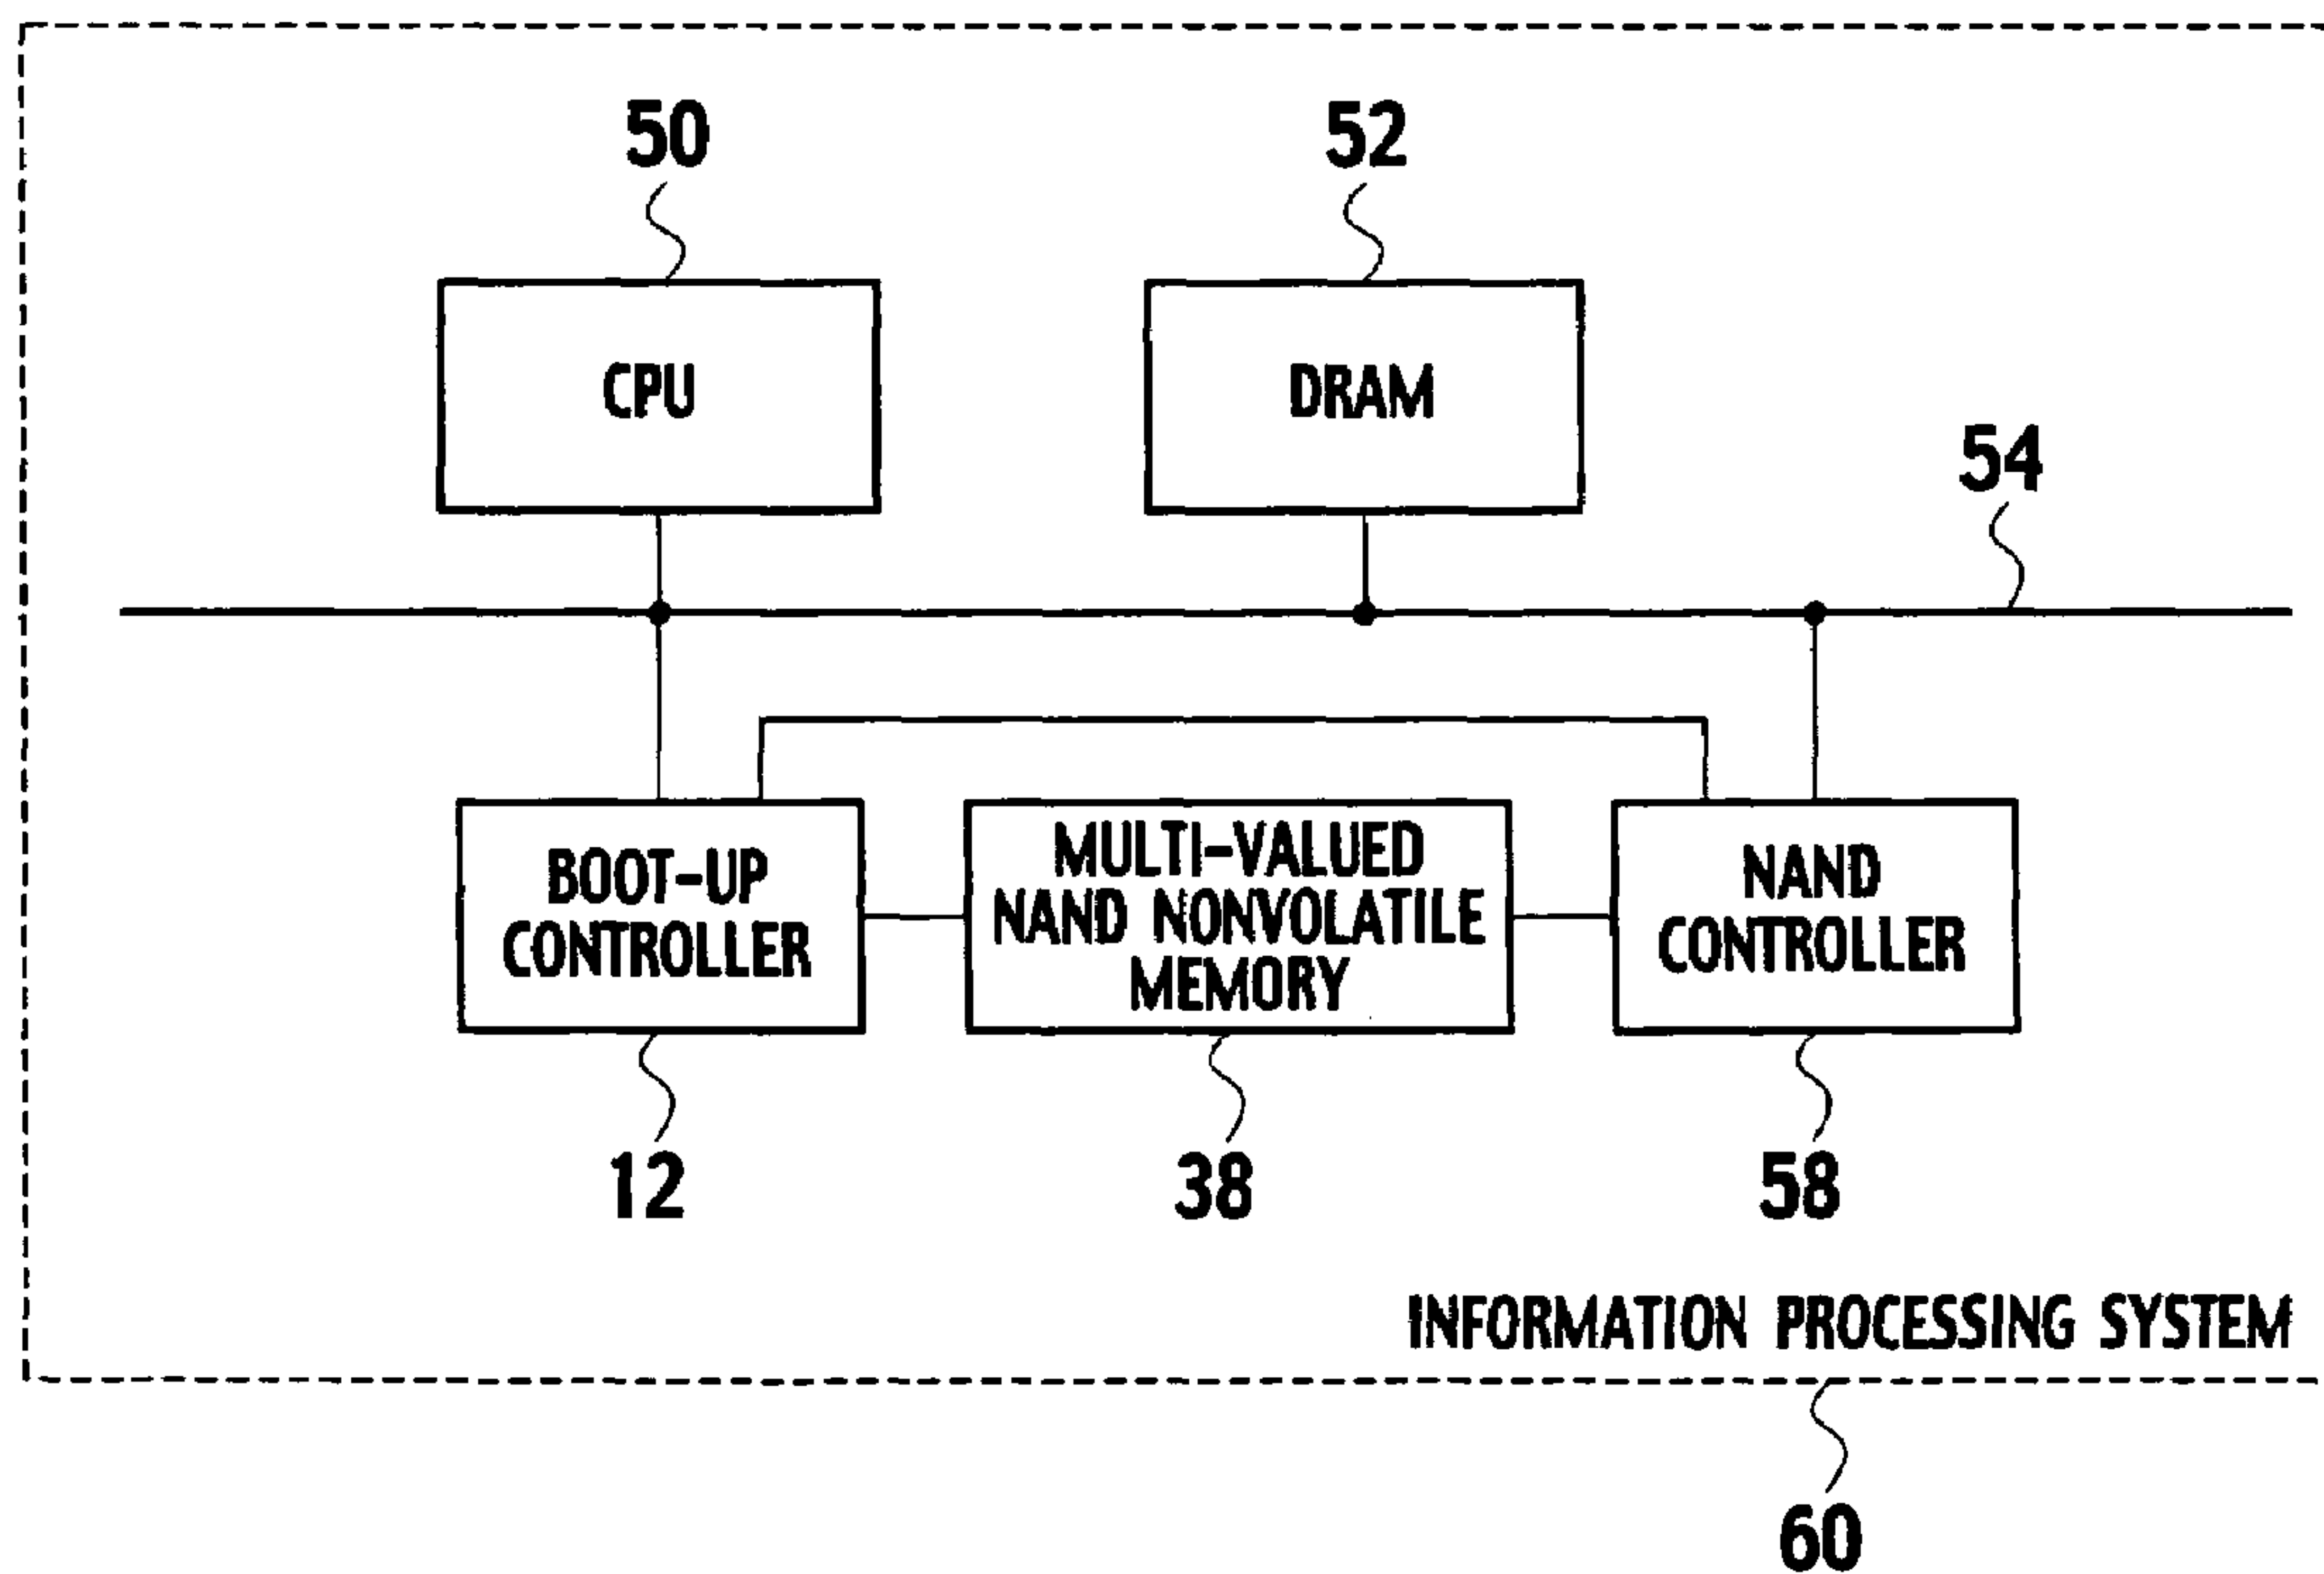 50
52
CPU
DRAM
54
BOOT-UP
CONTROLLER
MULTI-VALUED
NAND NONVOLATILE
MEMORY
NAND
CONTROLLER
12
38
58
INFORMATION PROCESSING SYSTEM
60